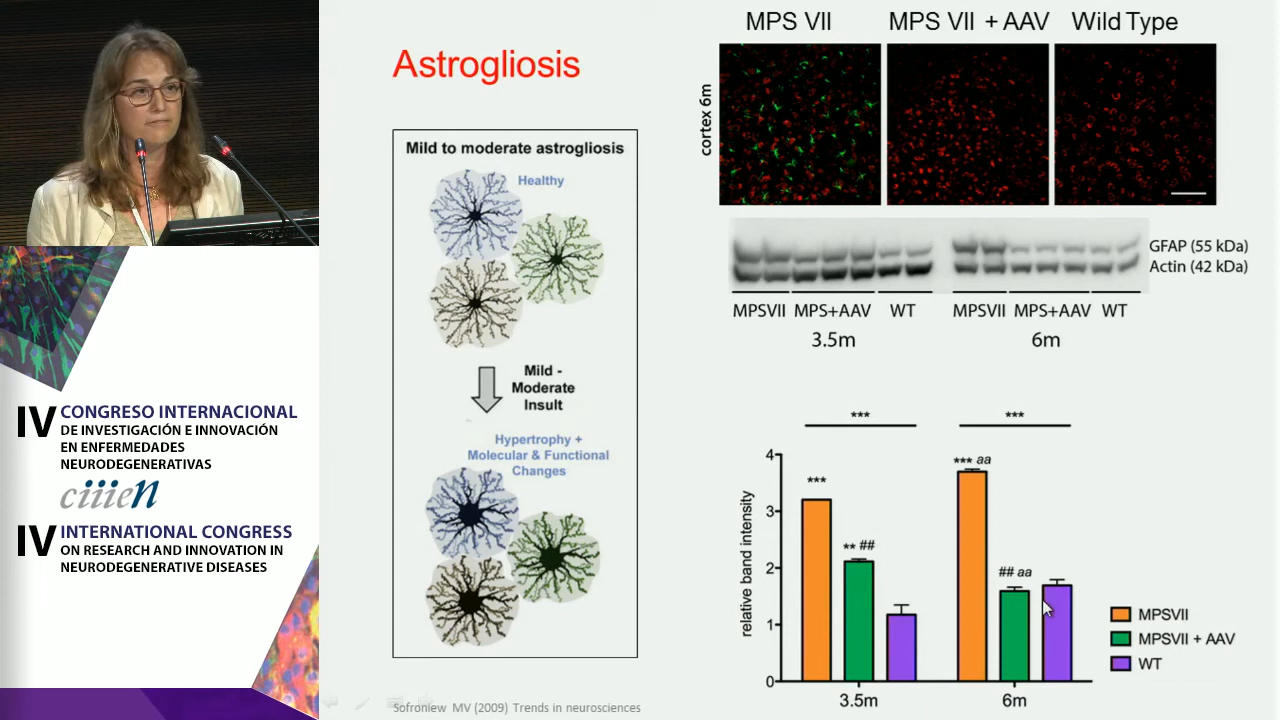 Astrogliosis
Mild to moderate astrogliosis
Healthy
Mild -
Moderate
Insult
Hypertrophy +
Molecular & Functional
Changes
Sofroniew MV (2009) Trends in neurosciences
MPS VII
MPS VII + AAV
Wild Type
cortex 6m
GFAP (55 kDa)
Actin (42 kDa)
MPSVII MPS+AAV WT
MPSVII MPS+AAV WT
3.5m
6m
*** ***
*** *** aa
** ## ## aa
relative band intensity
4
3
2
1
0
3.5m
6m
MPSVII
MPSVII + AAV
WT
IV CONGRESO INTERNACIONAL
DE INVESTIGACIÓN E INNOVACIÓN
EN ENFERMEDADES
NEURODEGENERATIVAS
ciiien
IV INTERNATIONAL CONGRESS
ON RESEARCH AND INNOVATION IN
NEURODEGENERATIVE DISEASES